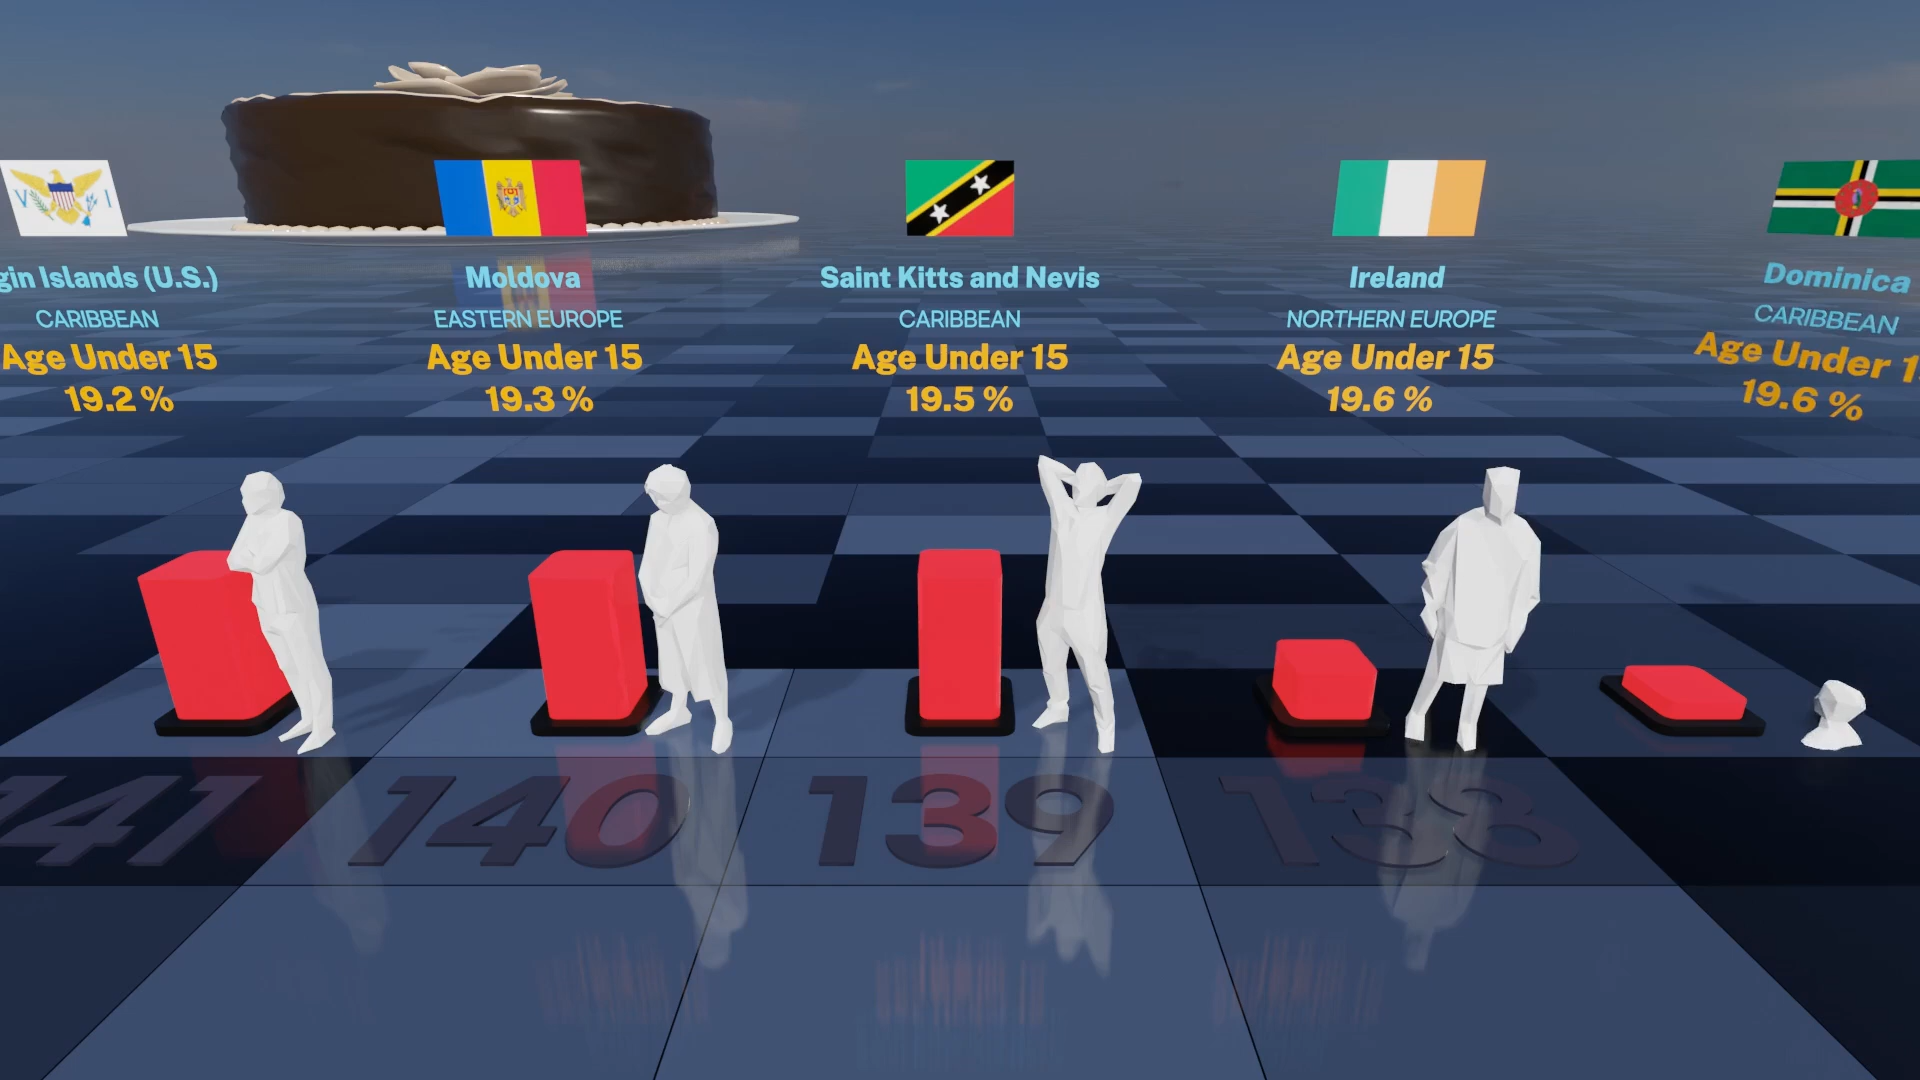 V I
gin Islands (U.S.)
CARIBBEAN
Age Under 15
19.2 %
141
Moldova
EASTERN EUROPE
Age Under 15
19.3 %
140
Saint Kitts and Nevis
CARIBBEAN
Age Under 15
19.5 %
139
Ireland
NORTHERN EUROPE
Age Under 15
19.6 %
138
Dominica
CARIBBEAN
Age Under 1
19.6 %